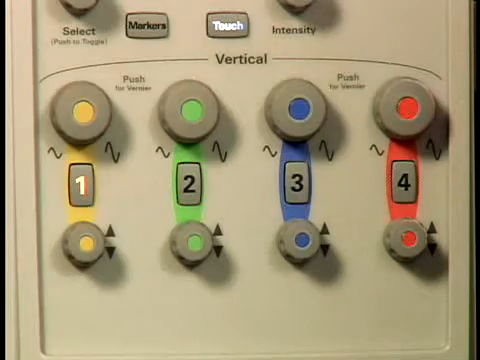 Select
(Push to Toggle)
Markers
Touch
Intensity
Vertical
Push
for Vernier
Push
for Vernier
1
2
3
4